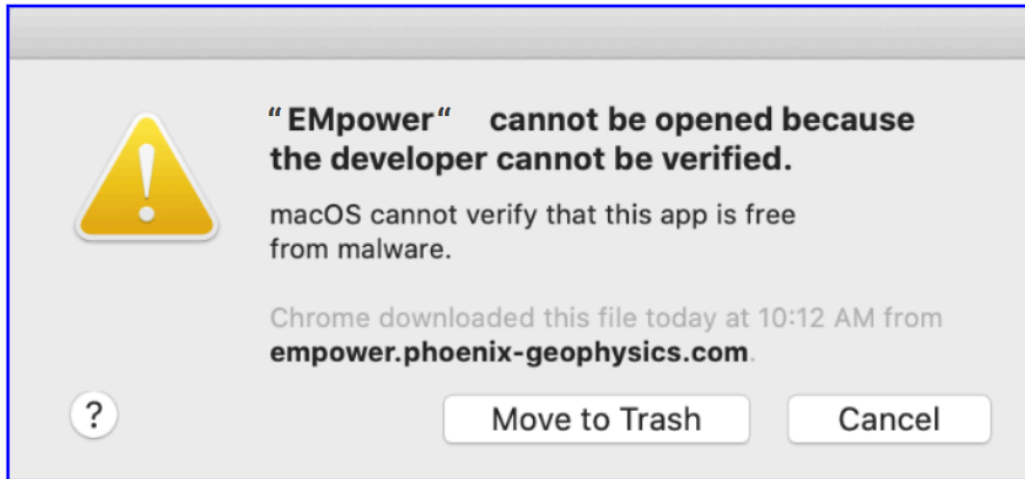 “EMpower“ cannot be opened because
the developer cannot be verified.
macOS cannot verify that this app is free
from malware.
Chrome downloaded this file today at 10:12 AM from
empower.phoenix-geophysics.com.
?
Move to Trash
Cancel